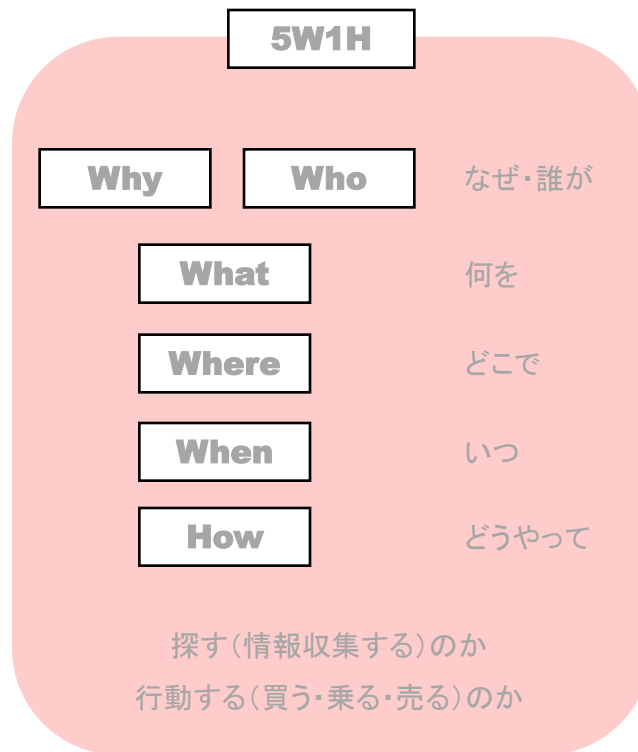 5W1H
Why Who なぜ・誰が
What 何を
Where どこで
When いつ
How どうやって
探す(情報収集する)のか
行動する(買う・乗る・売る)のか